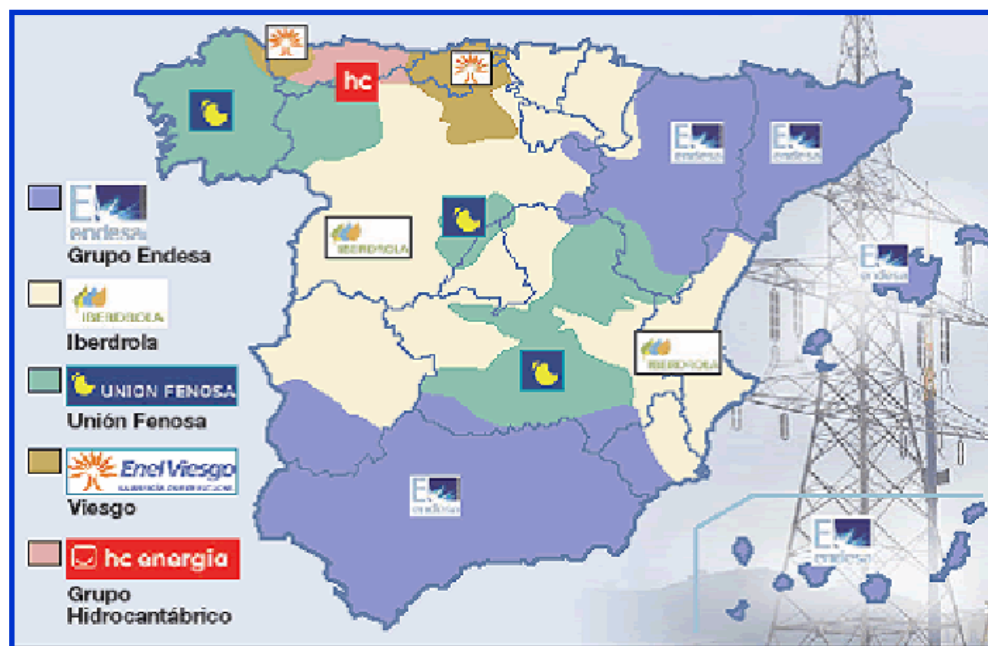 hc
endesa
endesa
endesa
Grupo Endesa
IBERDROLA
endesa
IBERDROLA
Iberdrola
IBERDROLA
UNION FENOSA
Unión Fenosa
endesa
Enel Viesgo
Viesgo
endesa
hc energía
Grupo
Hidrocantábrico